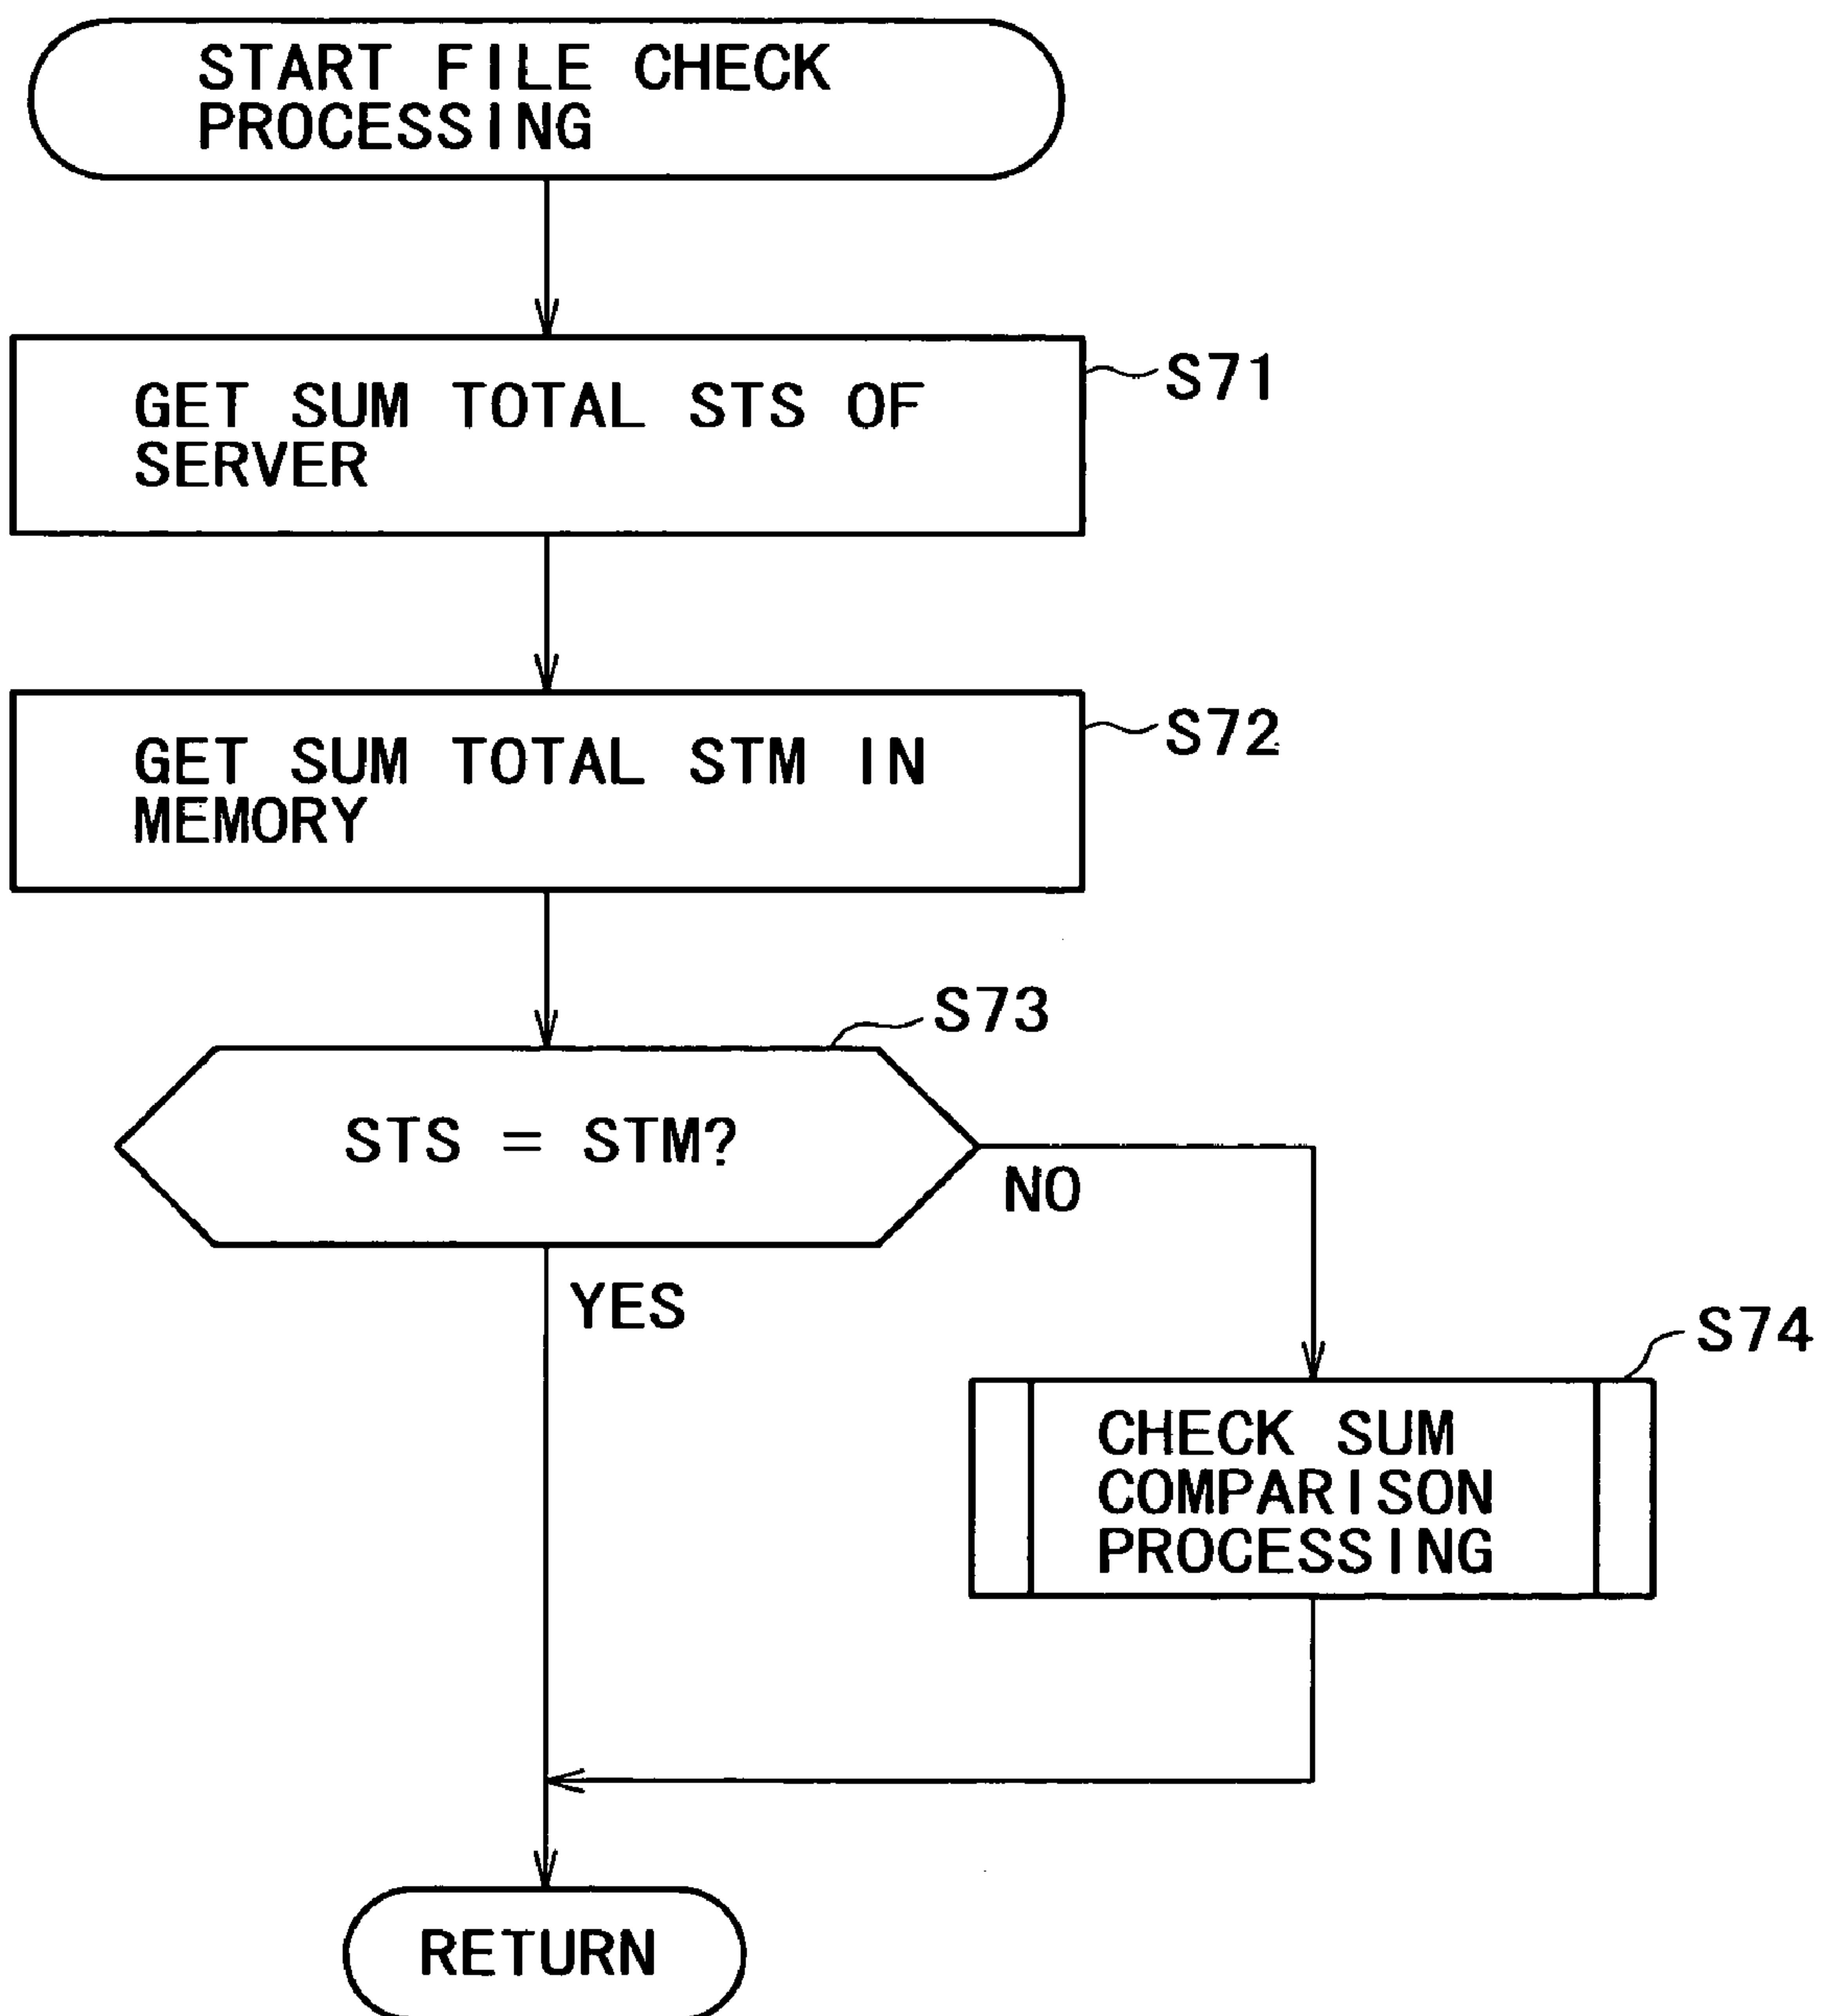 START FILE CHECK
PROCESSING
GET SUM TOTAL STS OF
SERVER
S71
GET SUM TOTAL STM IN
MEMORY
S72
S73
STS = STM?
NO
YES
S74
CHECK SUM
COMPARISON
PROCESSING
RETURN